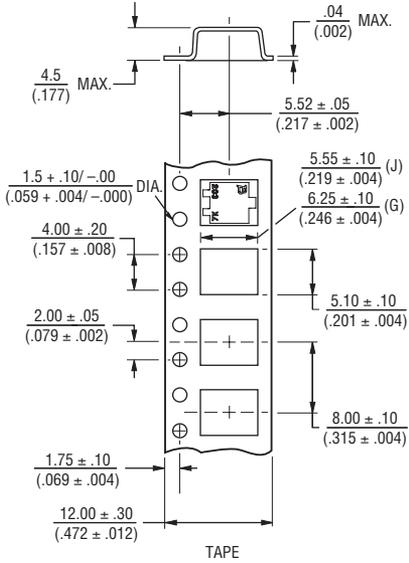 .04
(.002) MAX.
4.5
(.177) MAX.
5.52 ± .05
(.217 ± .002)
1.5 + .10/ –.00
(.059 + .004/ –.000) DIA.
5.55 ± .10
(.219 ± .004) (J)
6.25 ± .10
(.246 ± .004) (G)
4.00 ± .20
(.157 ± .008)
7K
5.10 ± .10
(.201 ± .004)
2.00 ± .05
(.079 ± .002)
8.00 ± .10
(.315 ± .004)
1.75 ± .10
(.069 ± .004)
12.00 ± .30
(.472 ± .012)
TAPE